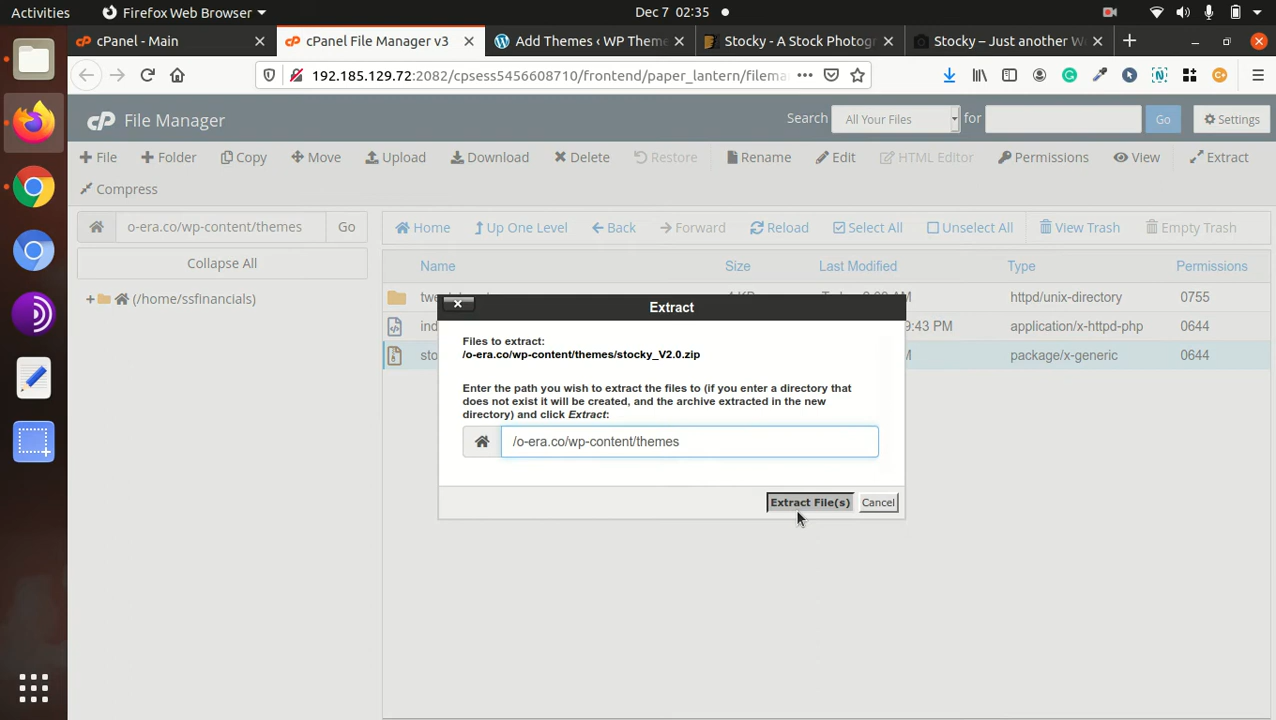 Activities Firefox Web Browser Dec 7 02:35
cPanel - Main cPanel File Manager v3 Add Themes ‹ WP Theme Stocky - A Stock Photog Stocky – Just another W
192.185.129.72:2082/cpsess5456608710/frontend/paper_lantern/filema
cP File Manager Search All Your Files for Go Settings
File Folder Copy Move Upload Download Delete Restore Rename Edit HTML Editor Permissions View Extract
Compress
o-era.co/wp-content/themes Go Home Up One Level Back Forward Reload Select All Unselect All View Trash Empty Trash
Collapse All
Name Size Last Modified Type Permissions
+ (/home/ssfinancials)
httpd/unix-directory 0755
ind 9:43 PM application/x-httpd-php 0644
sto M package/x-generic 0644
Extract
Files to extract:
/o-era.co/wp-content/themes/stocky_V2.0.zip
Enter the path you wish to extract the files to (if you enter a directory that
does not exist it will be created, and the archive extracted in the new
directory) and click Extract:
/o-era.co/wp-content/themes
Extract File(s) Cancel